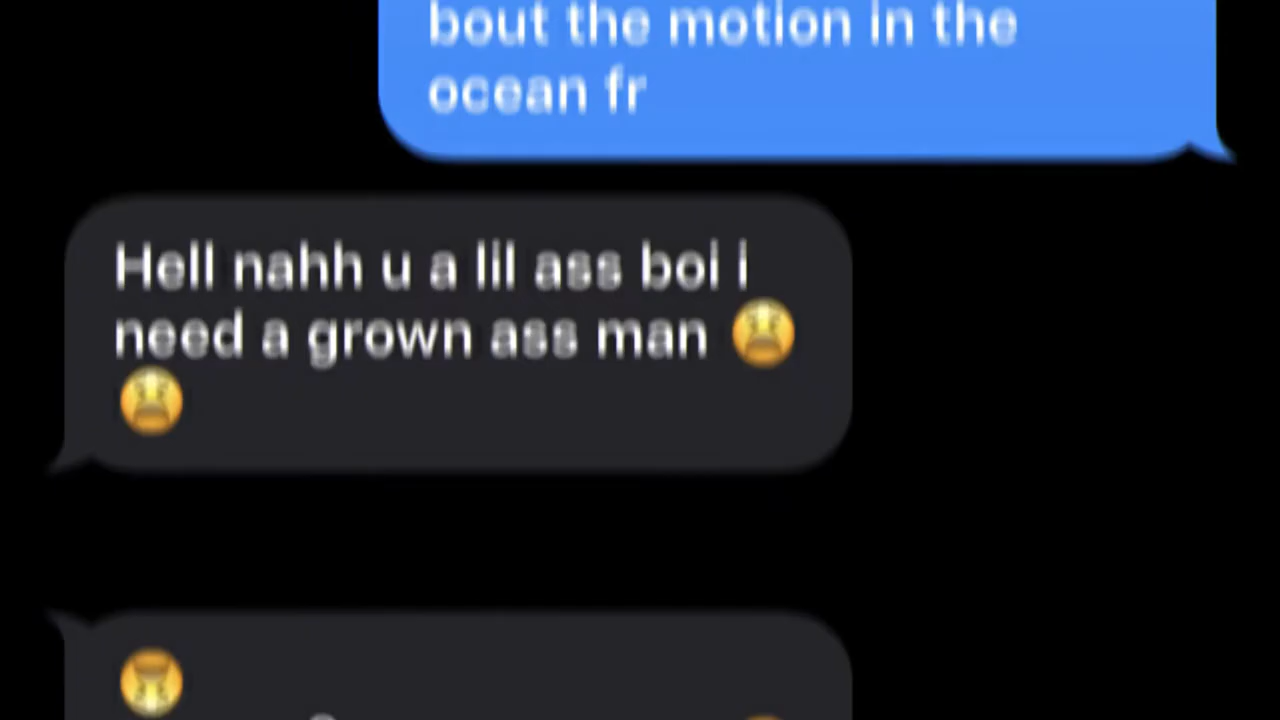 bout the motion in the
ocean fr
Hell nahh u a lil ass boi i
need a grown ass man 😫
😫